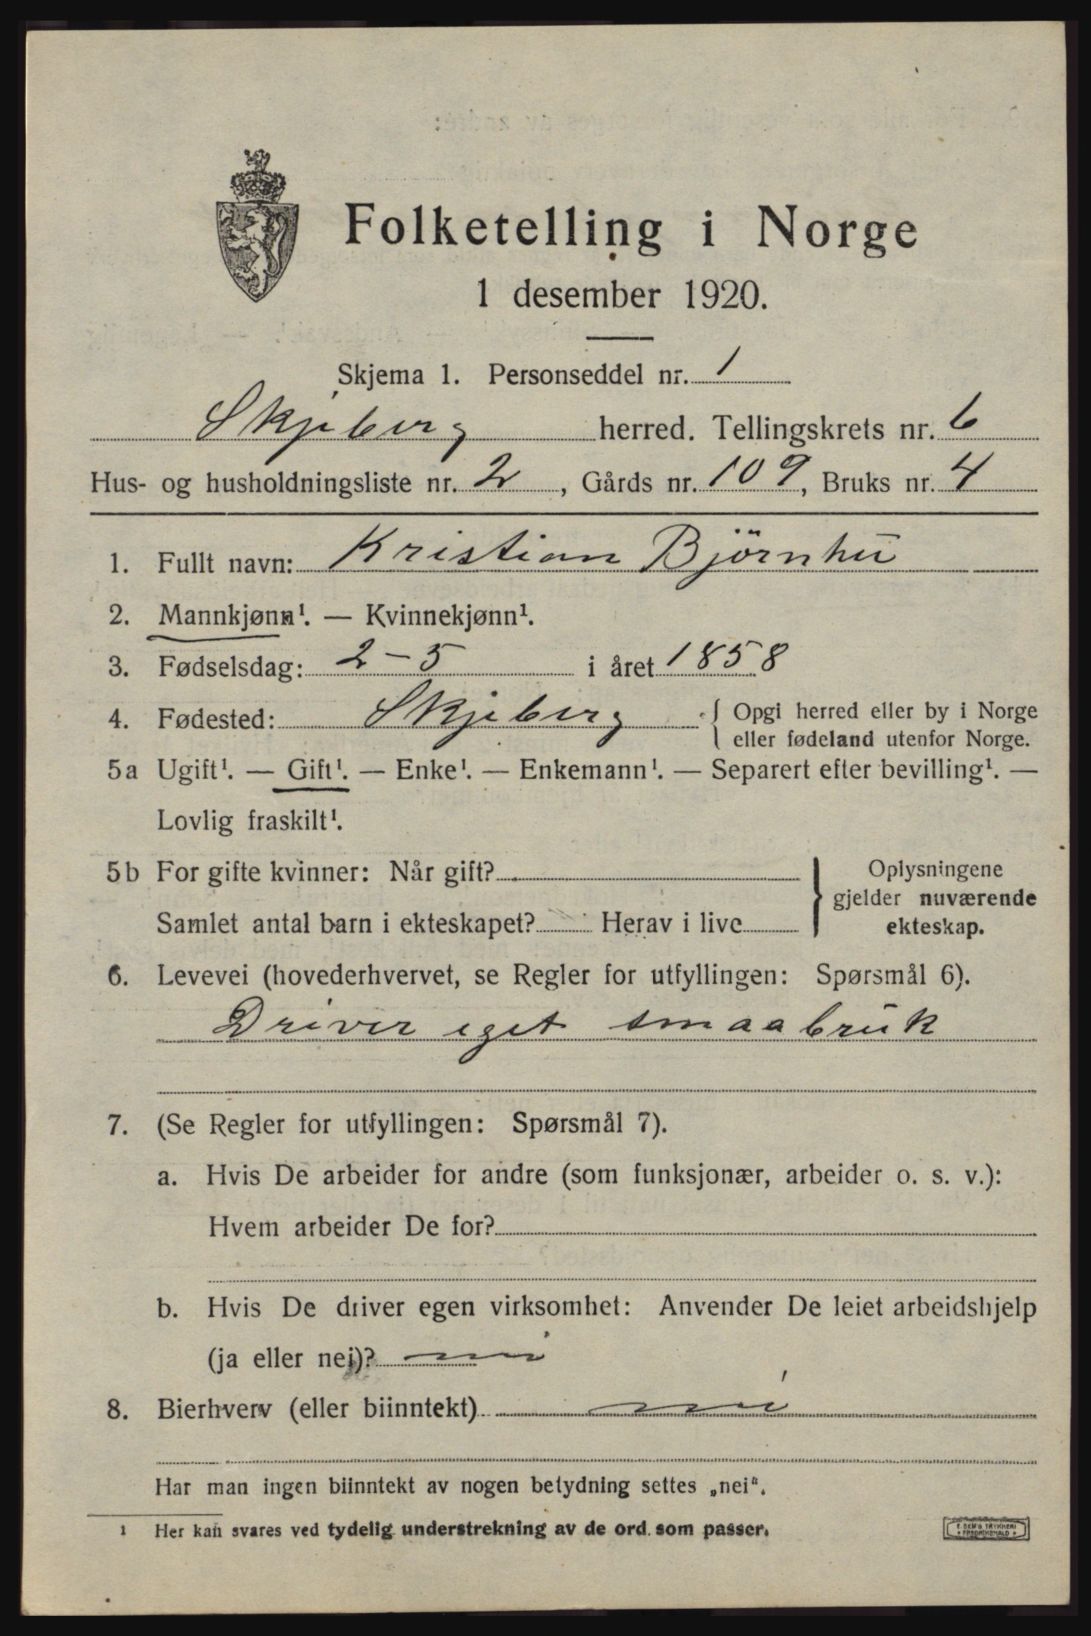 Folketelling i Norge
1 desember 1920.
Skjema 1. Personseddel nr. 1
Skjeberg herred. Tellingskrets nr. 6
Hus- og husholdningsliste nr. 2, Gårds nr. 109, Bruks nr. 4
1. Fullt navn: Kristian Björnhu
2. Mannkjønn¹. — Kvinnekjønn¹.
3. Fødselsdag: 2-5 i året 1858
4. Fødested: Skjeberg { Opgi herred eller by i Norge
eller fødeland utenfor Norge.
5a Ugift¹. — Gift¹. — Enke¹. — Enkemann¹. — Separert efter bevilling¹. —
Lovlig fraskilt¹.
5b For gifte kvinner: Når gift? } Oplysningene
gjelder nuværende
Samlet antal barn i ekteskapet? Herav i live ekteskap.
6. Levevei (hovederhvervet, se Regler for utfyllingen: Spørsmål 6).
Driver eget smaabruk
7. (Se Regler for utfyllingen: Spørsmål 7).
a. Hvis De arbeider for andre (som funksjonær, arbeider o. s. v.):
Hvem arbeider De for?
b. Hvis De driver egen virksomhet: Anvender De leiet arbeidshjelp
(ja eller nei)? nei
8. Bierhverv (eller biinntekt) nei
Har man ingen biinntekt av nogen betydning settes „nei“.
1 Her kan svares ved tydelig understrekning av de ord som passer.